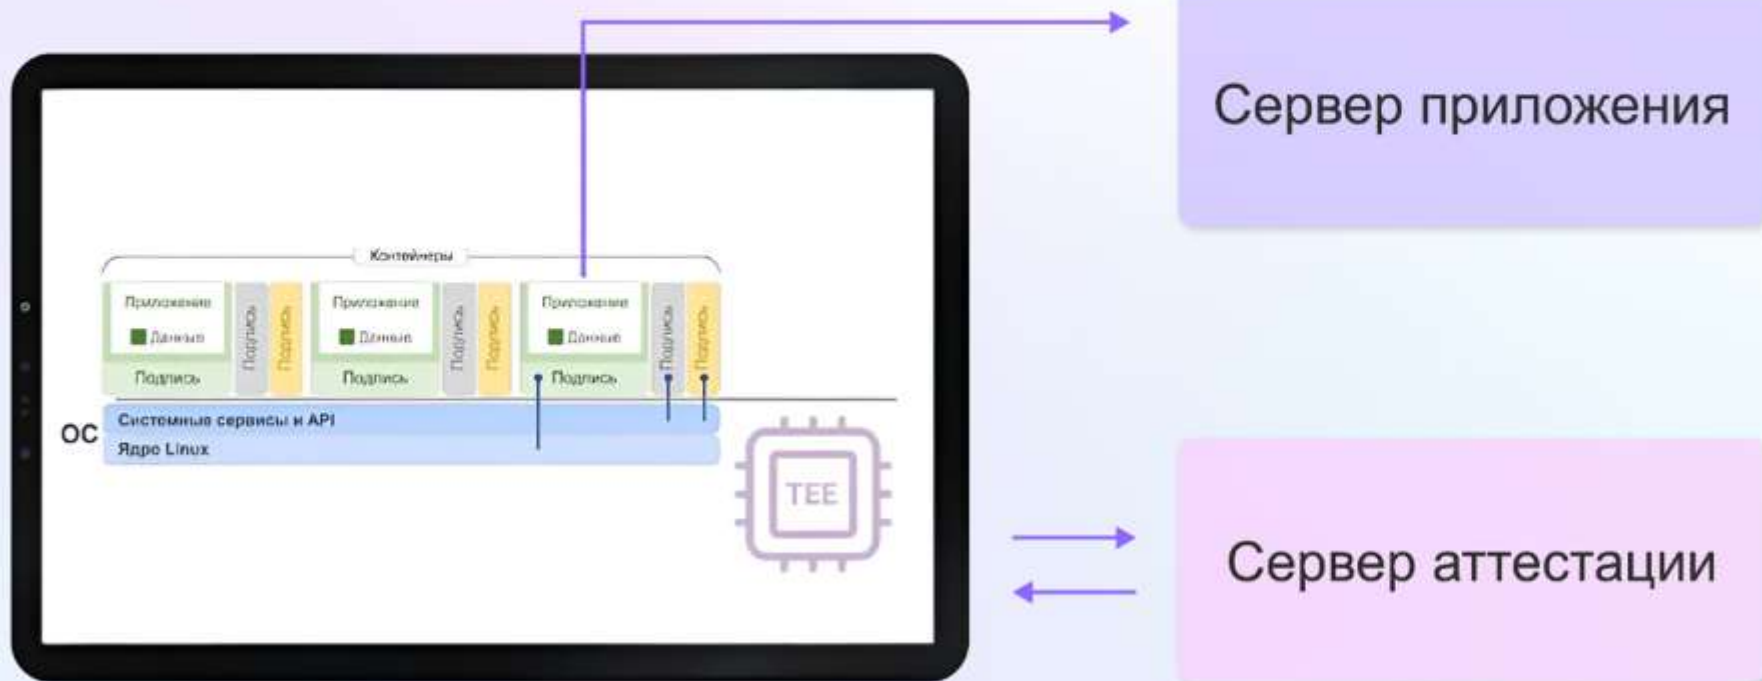 Сервер приложения
Контейнеры
Приложение
Данные
Подпись
Подпись
Подпись
Приложение
Данные
Подпись
Подпись
Подпись
Приложение
Данные
Подпись
Подпись
Подпись
ОС
Системные сервисы и API
Ядро Linux
TEE
Сервер аттестации